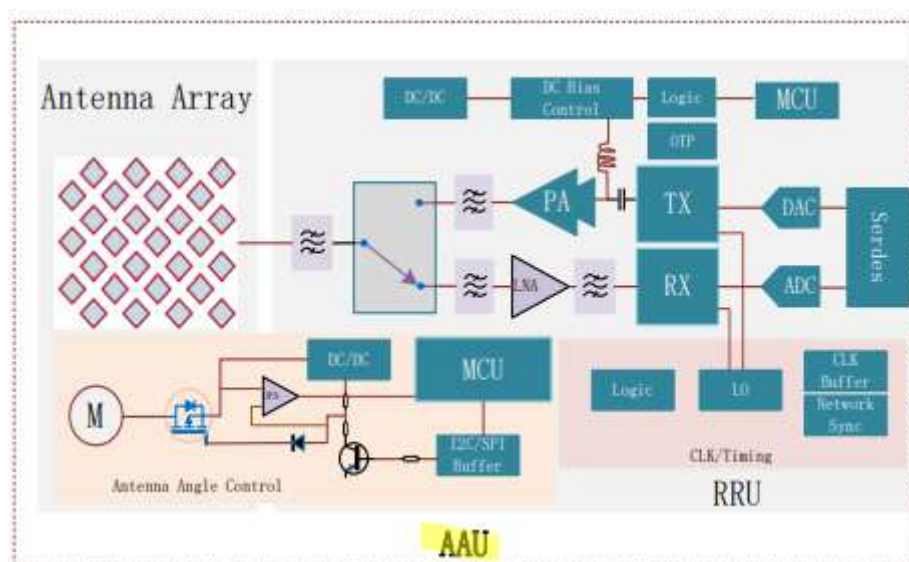 Antenna Array
DC/DC
DC Bias
Control
Logic
MCU
OTP
PA
TX
DAC
Serdes
LNA
RX
ADC
DC/DC
MCU
M
I2C/SPI
Buffer
Antenna Angle Control
Logic
LO
CLK
Buffer
Network
Sync
CLK/Timing
RRU
AAU